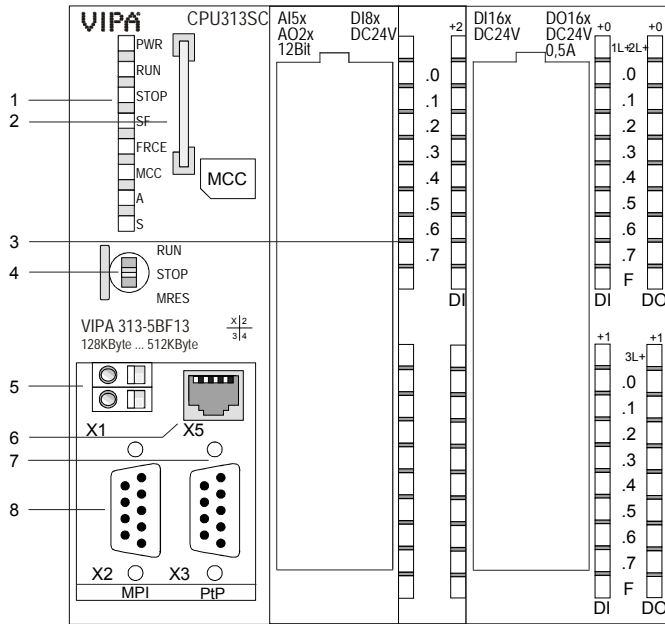 VIPA CPU313SC
PWR
RUN
STOP
SF
FRCE
MCC
A
S
MCC
RUN
STOP
MRES
VIPA 313-5BF13
X 2
3 4
128KByte ... 512KByte
X1
X5
X2
X3
MPI
PtP
1
2
3
4
5
6
7
8
AI5x
AO2x
12Bit
DI8x
DC24V
+2
.0
.1
.2
.3
.4
.5
.6
.7
DI
DI16x
DC24V
DO16x
DC24V
0,5A
+0
+0
1L+2L+
.0
.1
.2
.3
.4
.5
.6
.7
F
DI
DO
+1
+1
3L+
.0
.1
.2
.3
.4
.5
.6
.7
F
DI
DO